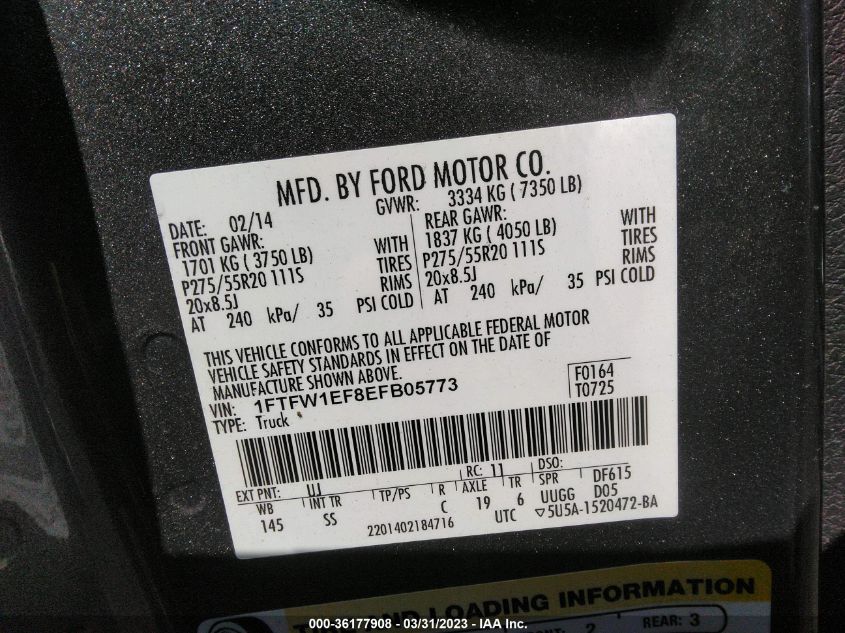 MFD. BY FORD MOTOR CO.
DATE: 02/14 GVWR: 3334 KG ( 7350 LB)
FRONT GAWR: REAR GAWR:
1701 KG ( 3750 LB) WITH 1837 KG ( 4050 LB) WITH
P275/55R20 111S TIRES P275/55R20 111S TIRES
20x8.5J RIMS 20x8.5J RIMS
AT 240 kPa/ 35 PSI COLD AT 240 kPa/ 35 PSI COLD
THIS VEHICLE CONFORMS TO ALL APPLICABLE FEDERAL MOTOR
VEHICLE SAFETY STANDARDS IN EFFECT ON THE DATE OF
MANUFACTURE SHOWN ABOVE.
VIN: 1FTFW1EF8EFB05773 F0164
TYPE: Truck T0725
EXT PNT: UJ RC: 11 DSO:
WB INT TR TP/PS R AXLE TR SPR DF615
145 SS C 19 6 UUGG D05
2201402184716 UTC ▽5U5A-1520472-BA
AND LOADING INFORMATION
2 REAR: 3
000-36177908 - 03/31/2023 - IAA Inc.